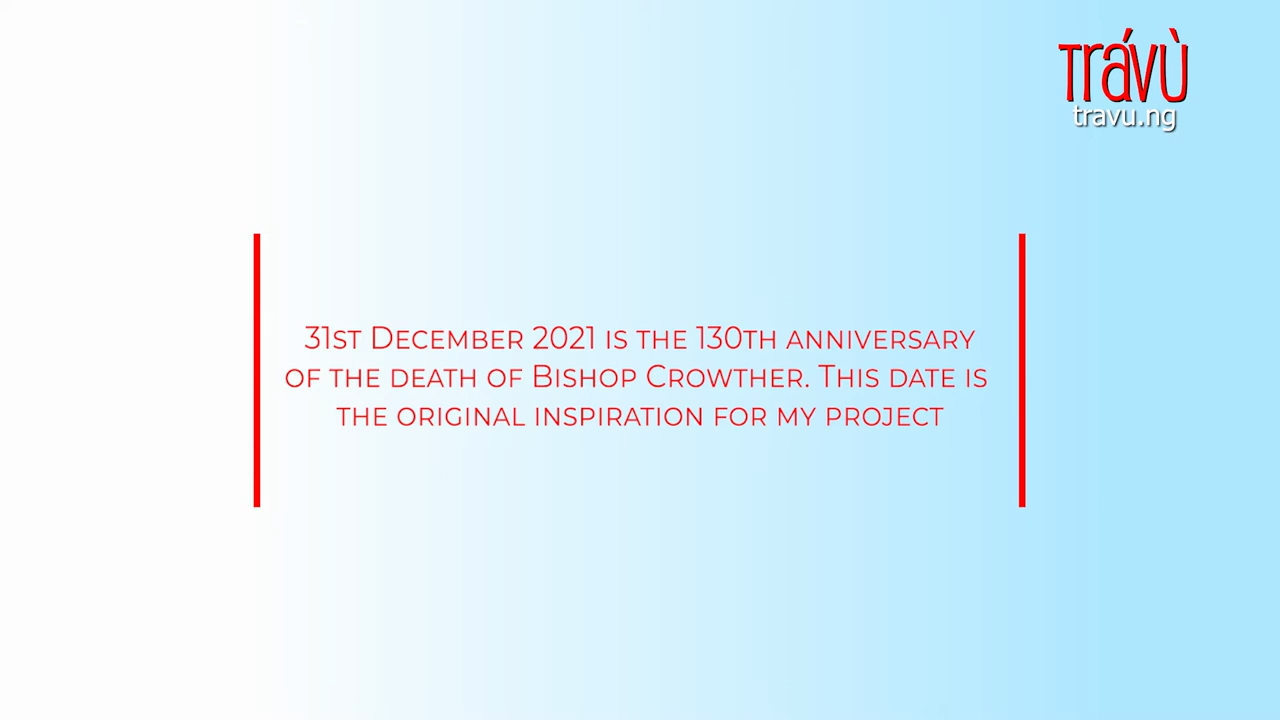 Trávù
travu.ng
31st December 2021 is the 130th anniversary
of the death of Bishop Crowther. This date is
the original inspiration for my project